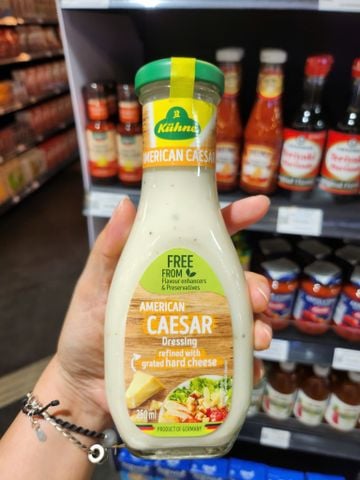 Kühne
AMERICAN CAESAR
FREE
FROM
Flavour enhancers
& Preservatives
AMERICAN
CAESAR
Dressing
refined with
grated hard cheese
250 ml
PRODUCT OF GERMANY
Teriyaki